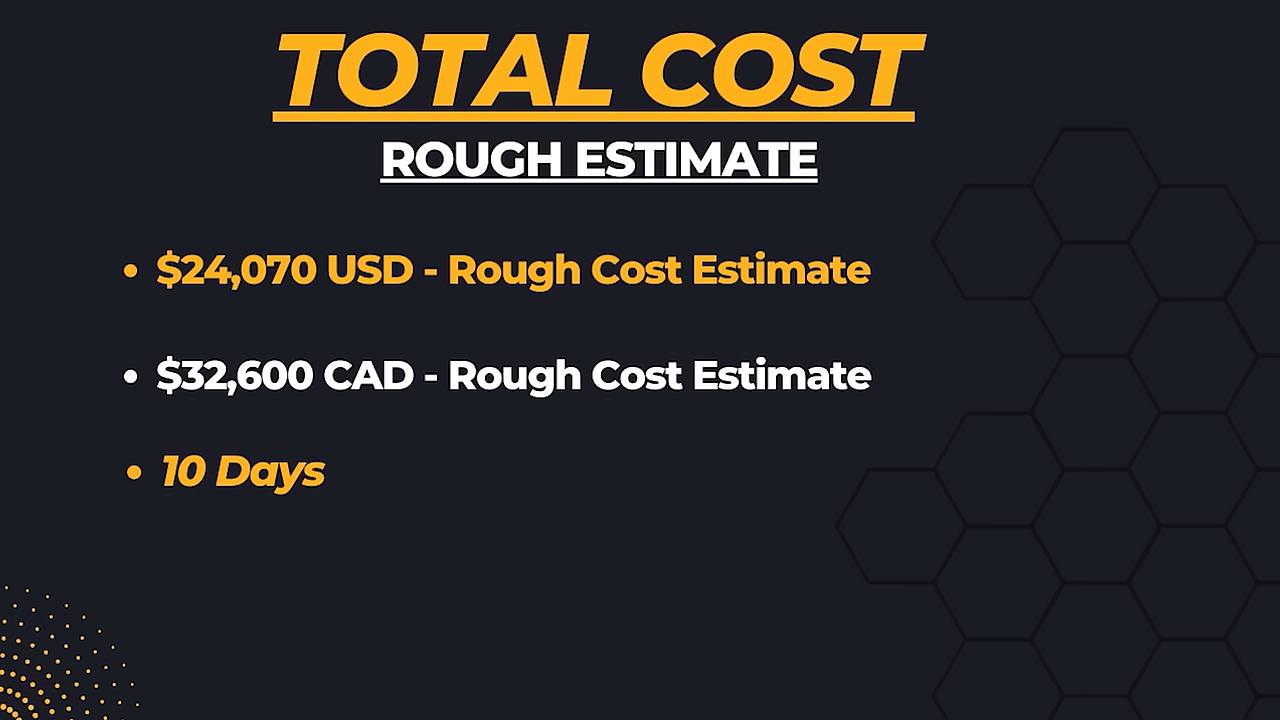 TOTAL COST
ROUGH ESTIMATE
• $24,070 USD - Rough Cost Estimate
• $32,600 CAD - Rough Cost Estimate
• 10 Days